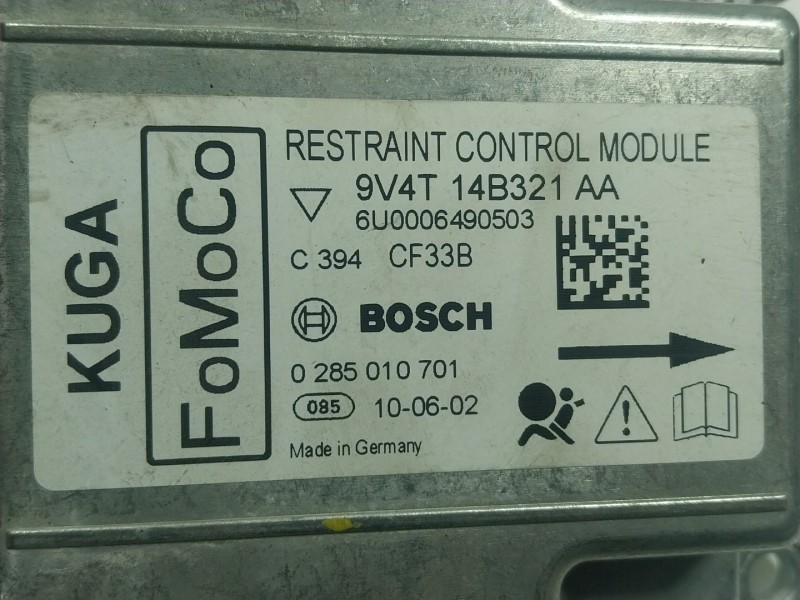 KUGA
FoMoCo
RESTRAINT CONTROL MODULE
9V4T 14B321 AA
6U0006490503
C 394 CF33B
BOSCH
0 285 010 701
085 10-06-02
Made in Germany